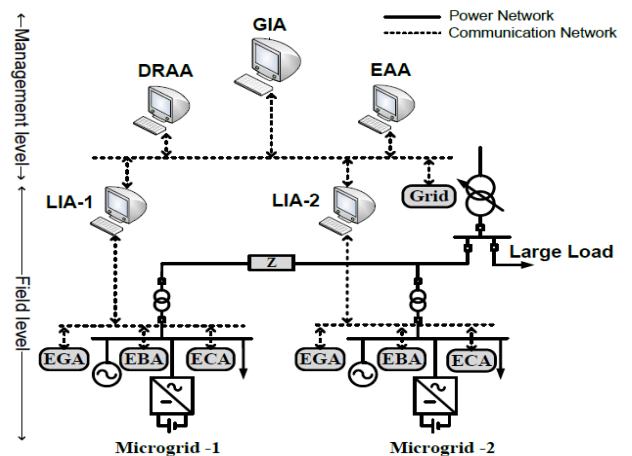 Power Network
Communication Network
GIA
DRAA
EAA
←Management level→
LIA-1
LIA-2
Grid
Large Load
Z
←Field level→
EGA
EBA
ECA
EGA
EBA
ECA
Microgrid -1
Microgrid -2